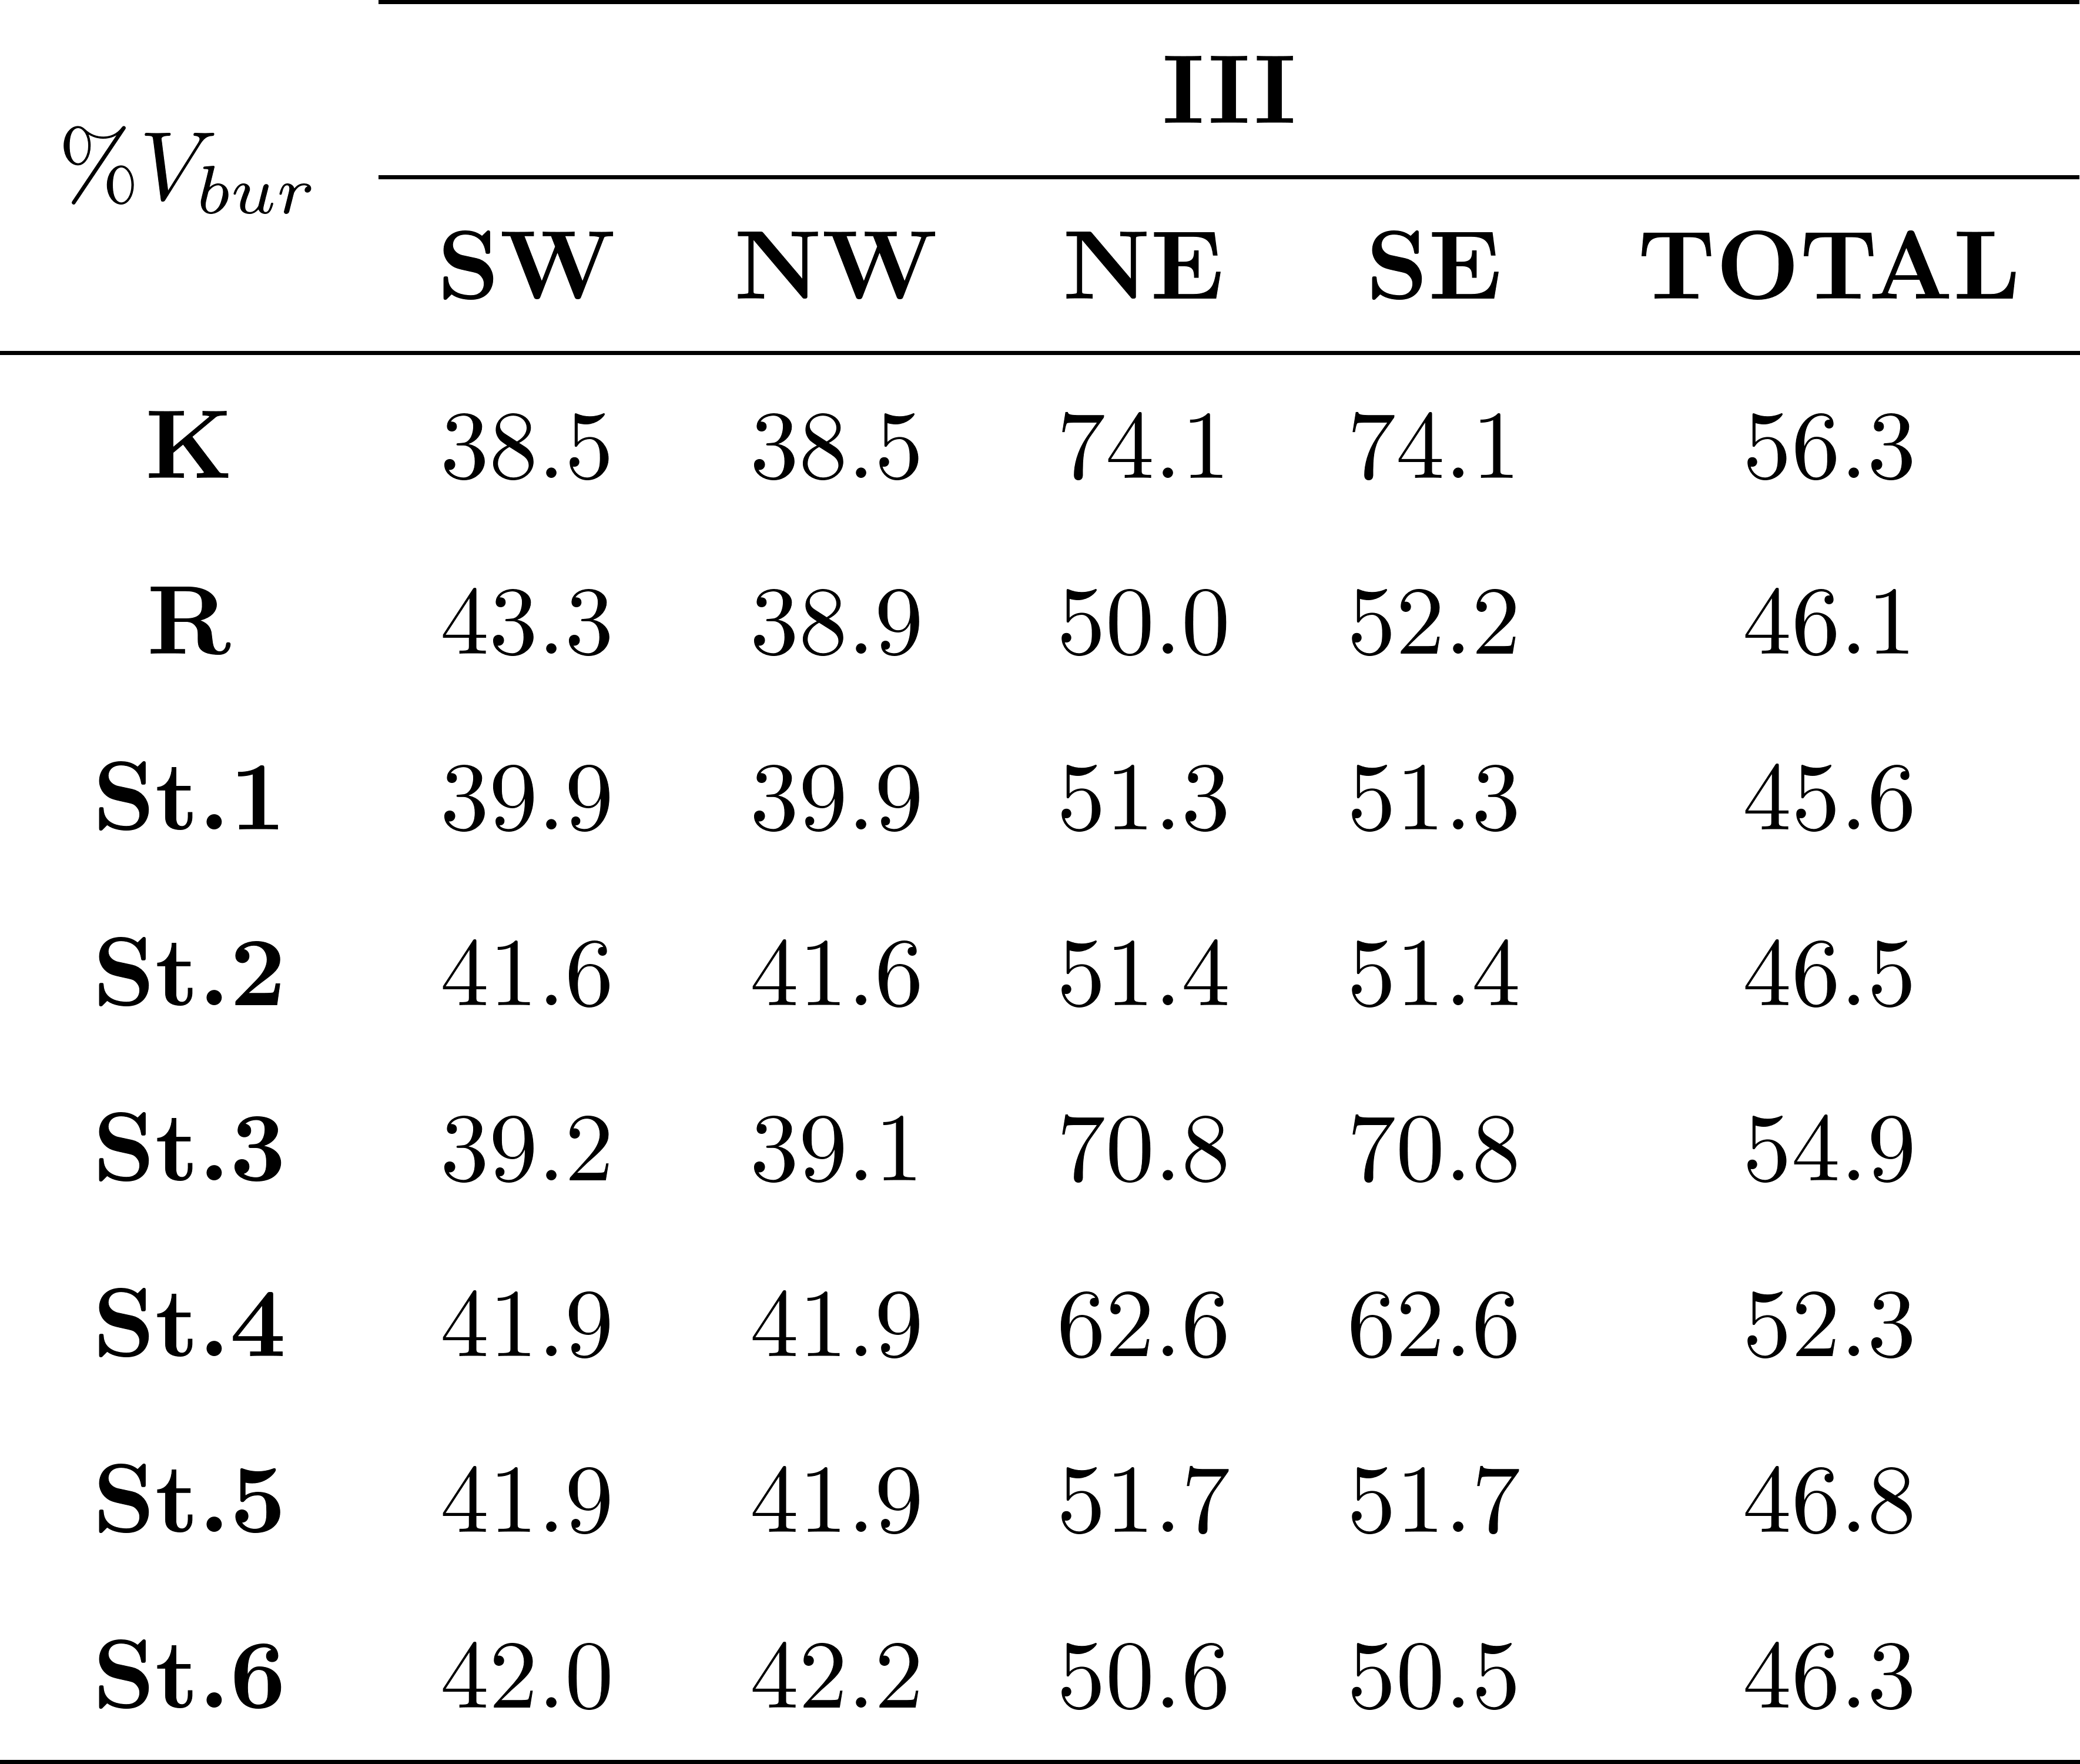 III
%V_bur
SW NW NE SE TOTAL
K 38.5 38.5 74.1 74.1 56.3
R 43.3 38.9 50.0 52.2 46.1
St.1 39.9 39.9 51.3 51.3 45.6
St.2 41.6 41.6 51.4 51.4 46.5
St.3 39.2 39.1 70.8 70.8 54.9
St.4 41.9 41.9 62.6 62.6 52.3
St.5 41.9 41.9 51.7 51.7 46.8
St.6 42.0 42.2 50.6 50.5 46.3